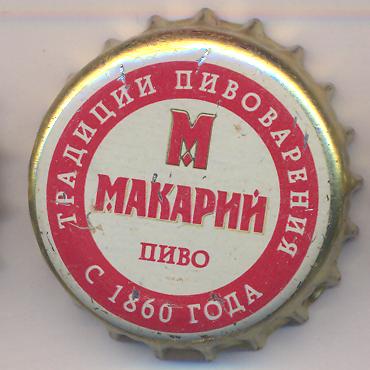 ТРАДИЦИИ ПИВОВАРЕНИЯ
М
МАКАРИЙ
ПИВО
С 1860 ГОДА